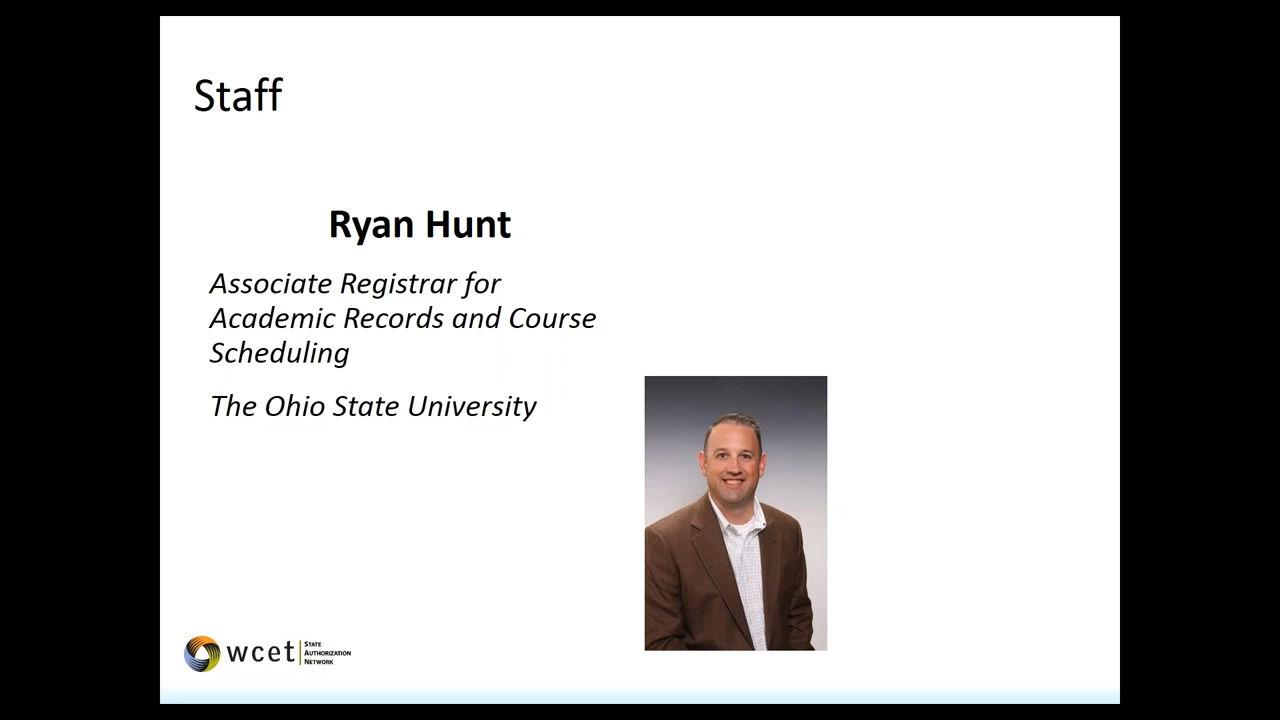 Staff
Ryan Hunt
Associate Registrar for
Academic Records and Course
Scheduling
The Ohio State University
wcet
STATE
AUTHORIZATION
NETWORK